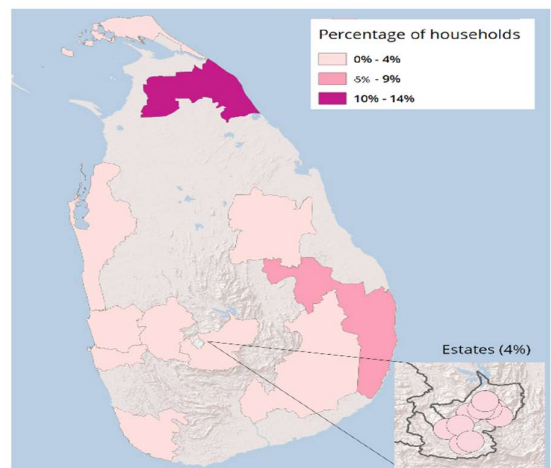 Percentage of households
0% - 4%
5% - 9%
10% - 14%
Estates (4%)